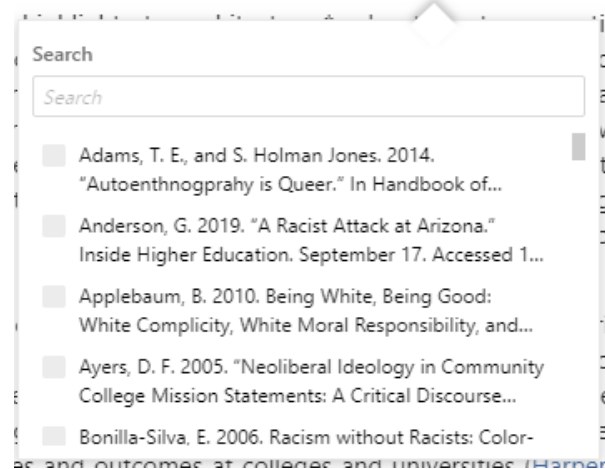 Search
Search
Adams, T. E., and S. Holman Jones. 2014.
“Autoenthnogprahy is Queer.” In Handbook of...
Anderson, G. 2019. “A Racist Attack at Arizona.”
Inside Higher Education. September 17. Accessed 1...
Applebaum, B. 2010. Being White, Being Good:
White Complicity, White Moral Responsibility, and...
Ayers, D. F. 2005. “Neoliberal Ideology in Community
College Mission Statements: A Critical Discourse...
Bonilla-Silva, E. 2006. Racism without Racists: Color-
es and outcomes at colleges and universities (Harper